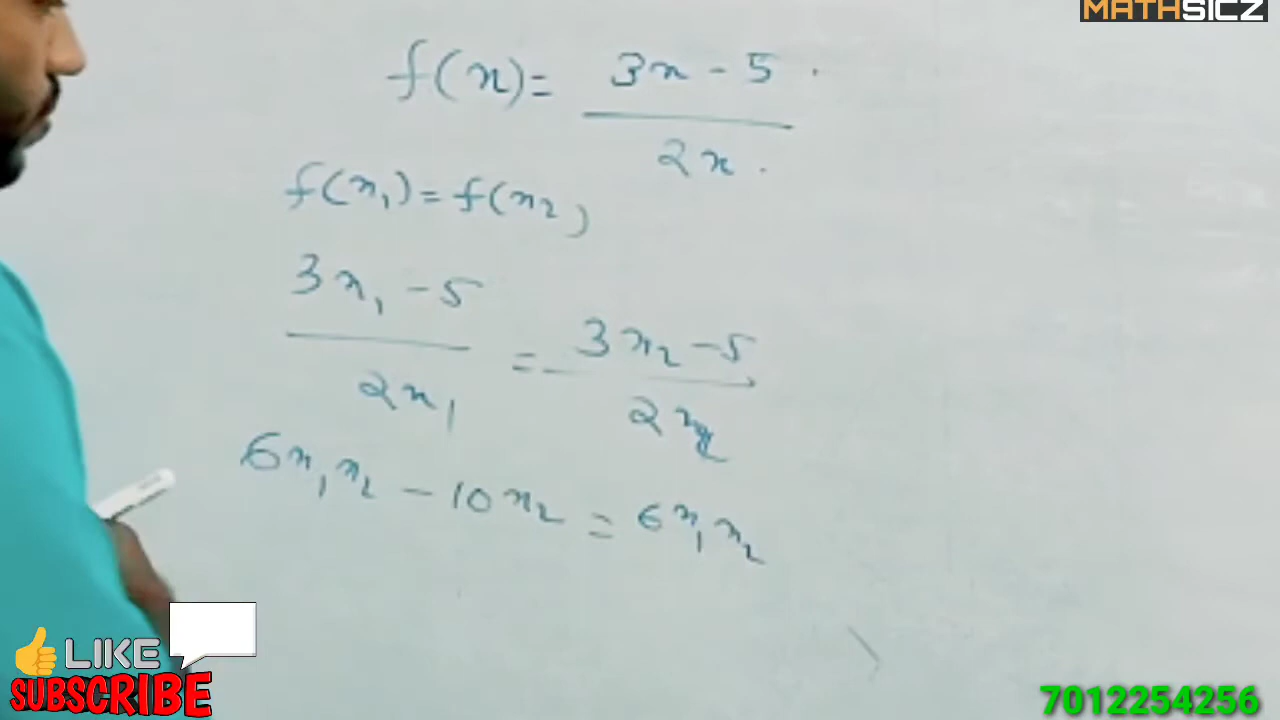 MATHSICZ
f(x) = 3x - 5
2x
f(x₁) = f(x₂)
3x₁ - 5 = 3x₂ - 5
2x₁ 2x₂
6x₁x₂ - 10x₂ = 6x₁x₂
LIKE
SUBSCRIBE
7012254256